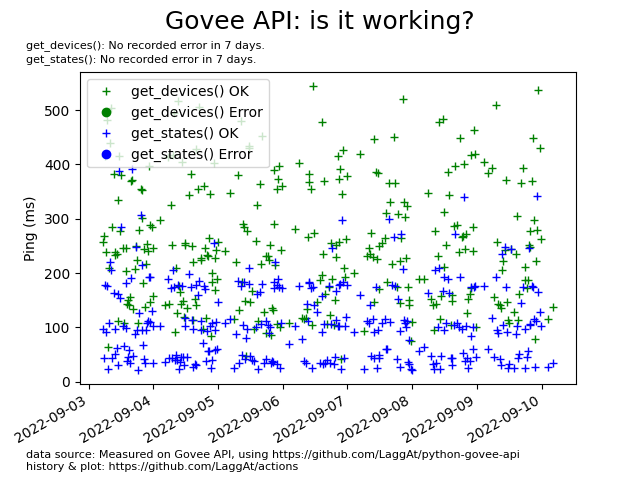 Govee API: is it working?
get_devices(): No recorded error in 7 days.
get_states(): No recorded error in 7 days.
get_devices() OK
get_devices() Error
get_states() OK
get_states() Error
Ping (ms)
500
400
300
200
100
0
2022-09-03
2022-09-04
2022-09-05
2022-09-06
2022-09-07
2022-09-08
2022-09-09
2022-09-10
data source: Measured on Govee API, using https://github.com/LaggAt/python-govee-api
history & plot: https://github.com/LaggAt/actions